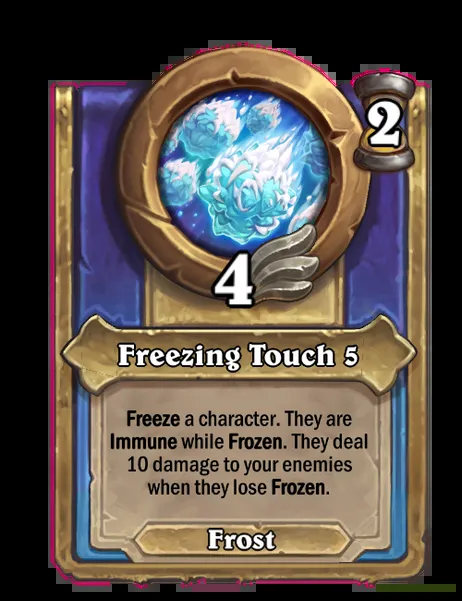 2
4
Freezing Touch 5
Freeze a character. They are
Immune while Frozen. They deal
10 damage to your enemies
when they lose Frozen.
Frost